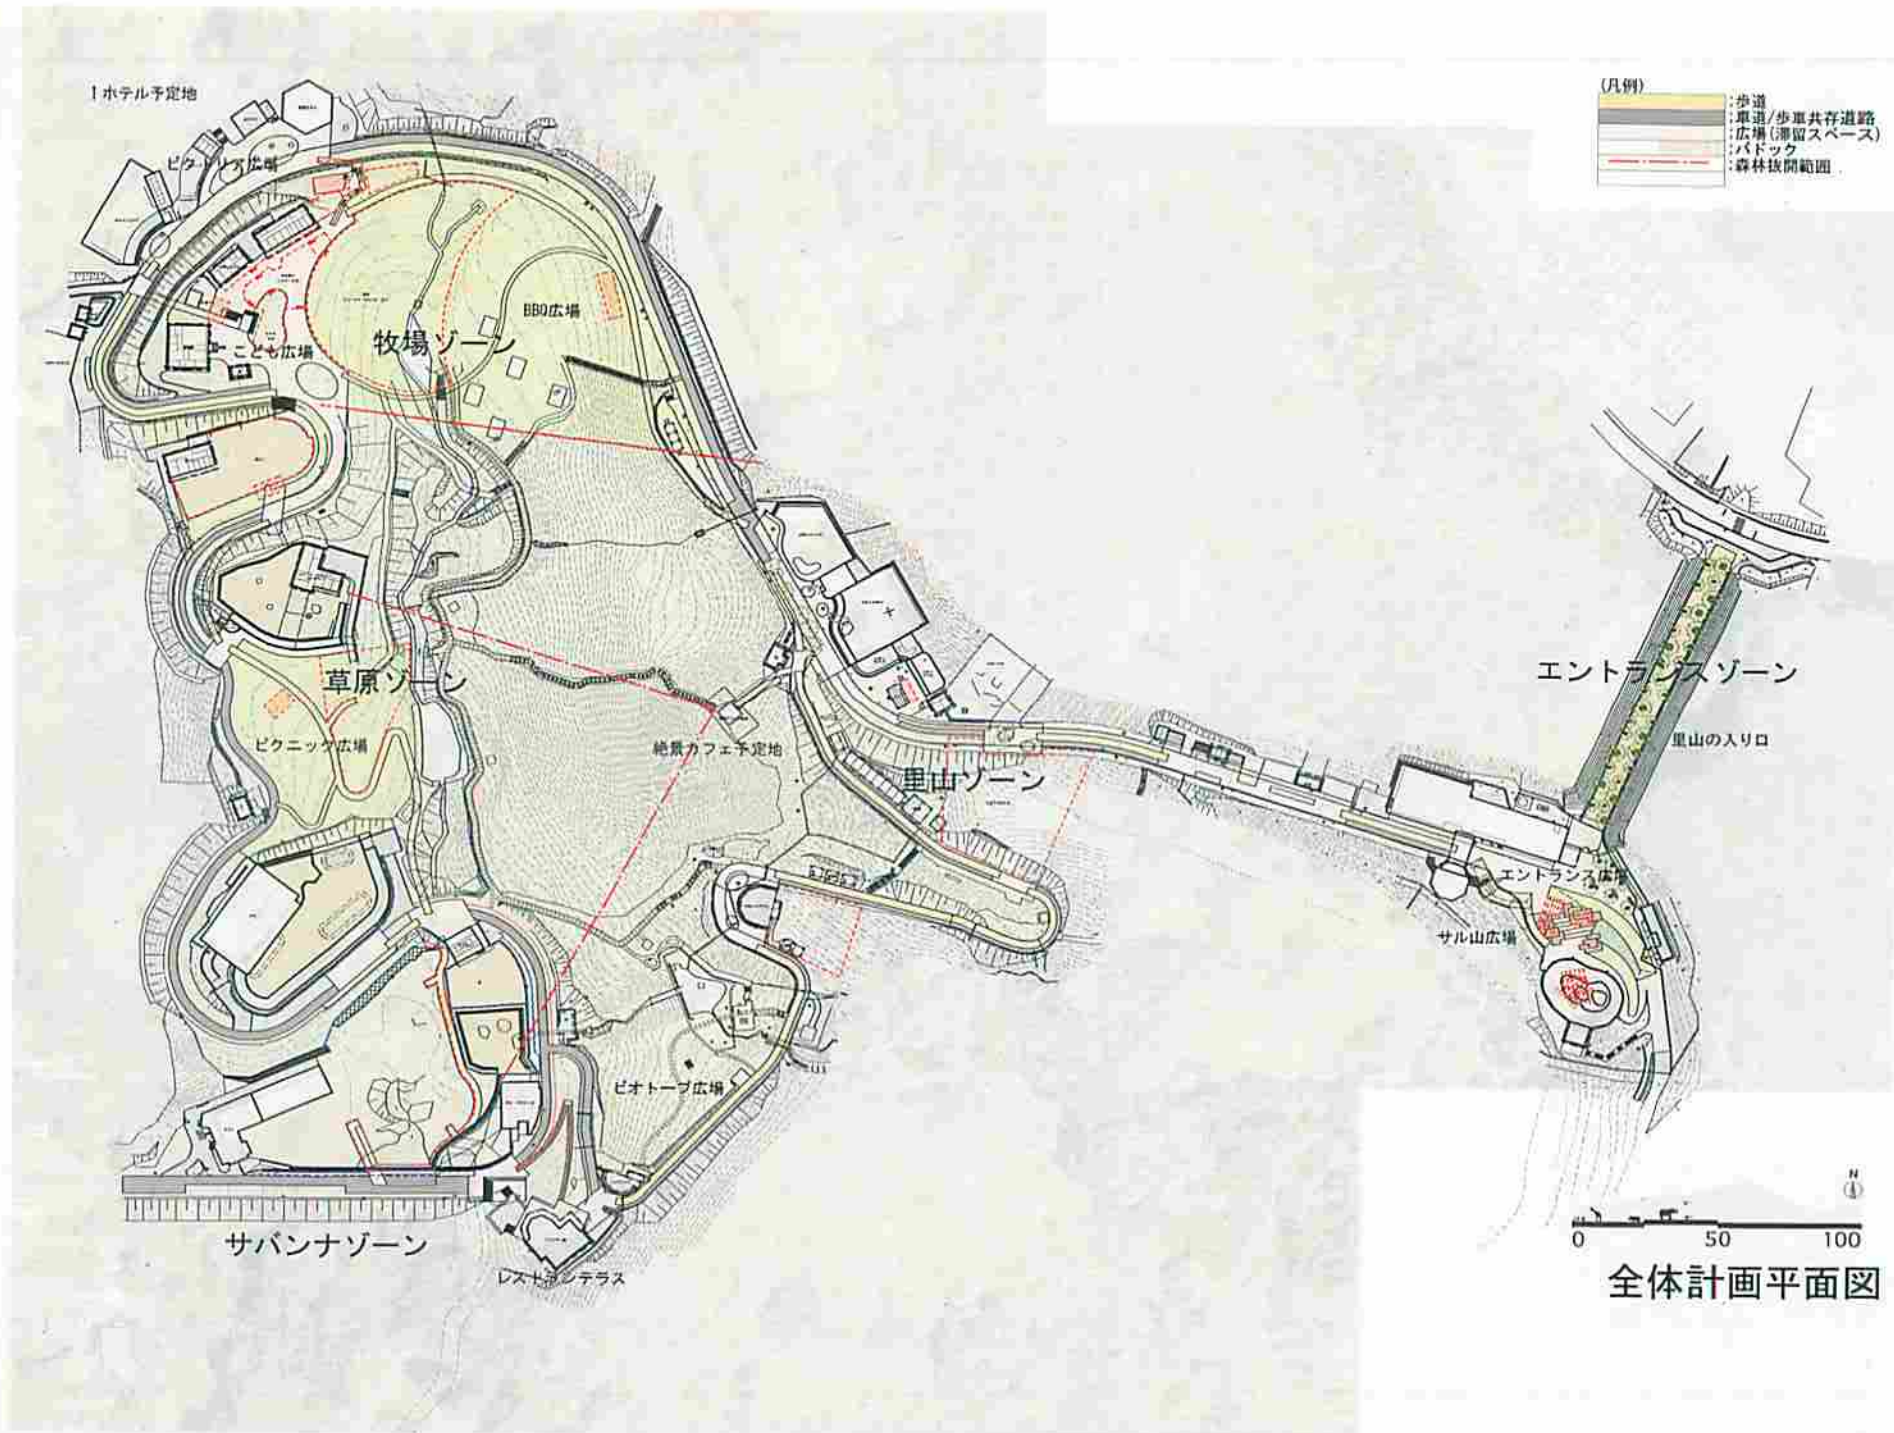 ↑ホテル予定地
ビクトリア広場
こども広場
牧場ゾーン
BBQ広場
草原ゾーン
ピクニック広場
絶景カフェ予定地
里山ゾーン
ビオトープ広場
サバンナゾーン
レストランテラス
エントランスゾーン
里山の入り口
エントランス広場
サル山広場
(凡例)
:歩道
:車道/歩車共存道路
:広場(滞留スペース)
:パドック
:森林抜開範囲
N
0 50 100
全体計画平面図